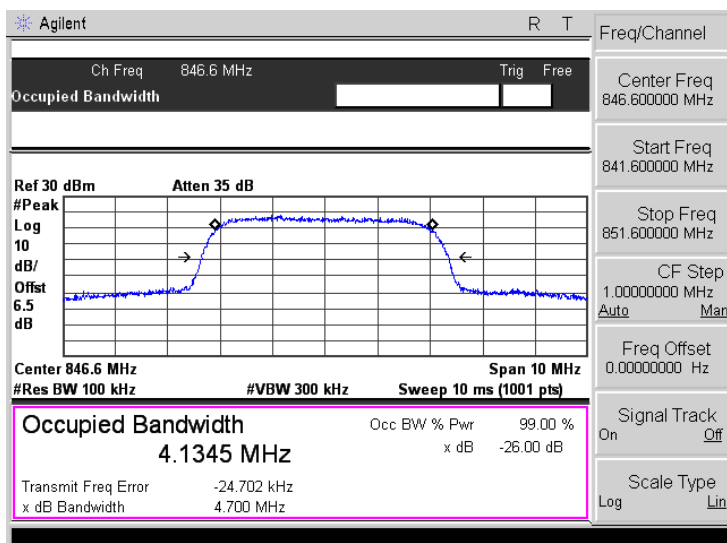 Agilent R T
Ch Freq 846.6 MHz Trig Free
Occupied Bandwidth
Ref 30 dBm Atten 35 dB
#Peak
Log
10
dB/
Offst
6.5
dB
Center 846.6 MHz Span 10 MHz
#Res BW 100 kHz #VBW 300 kHz Sweep 10 ms (1001 pts)
Occupied Bandwidth Occ BW % Pwr 99.00 %
4.1345 MHz x dB -26.00 dB
Transmit Freq Error -24.702 kHz
x dB Bandwidth 4.700 MHz
Freq/Channel
Center Freq
846.600000 MHz
Start Freq
841.600000 MHz
Stop Freq
851.600000 MHz
CF Step
1.00000000 MHz
Auto Man
Freq Offset
0.00000000 Hz
Signal Track
On Off
Scale Type
Log Lin